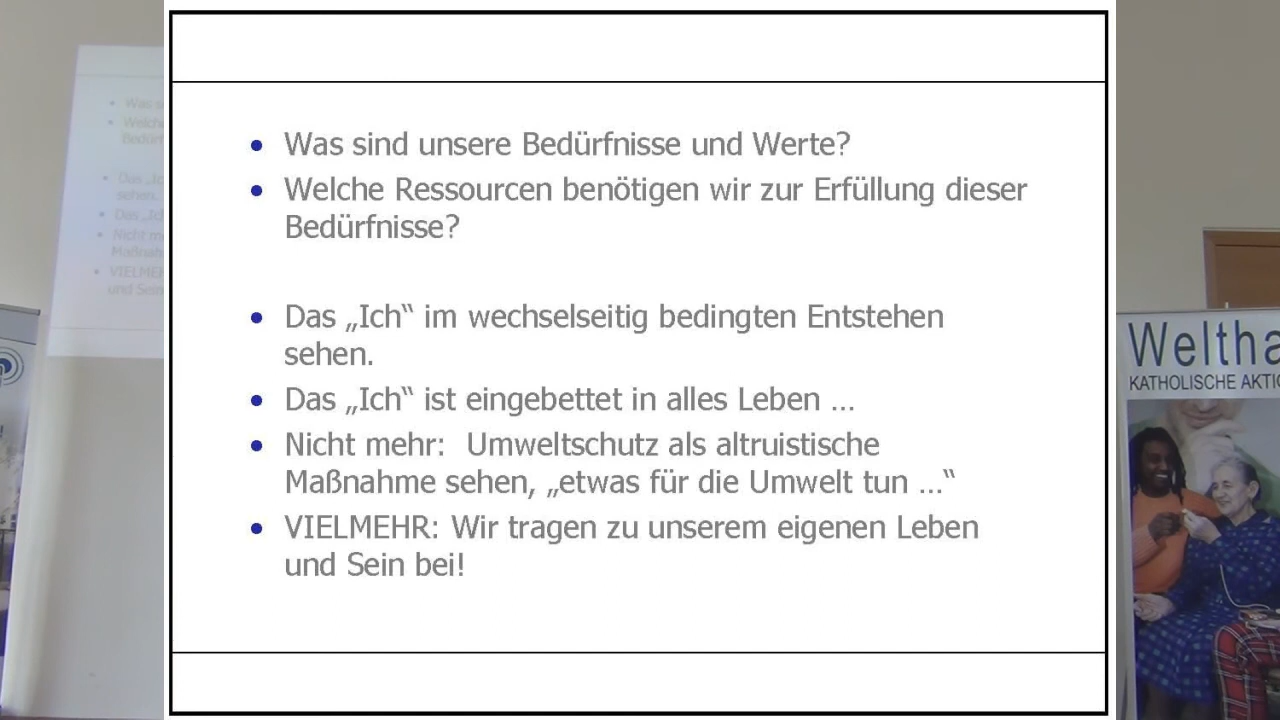 Was sind unsere Bedürfnisse und Werte?
Welche Ressourcen benötigen wir zur Erfüllung dieser
Bedürfnisse?
Das „Ich“ im wechselseitig bedingten Entstehen
sehen.
Das „Ich“ ist eingebettet in alles Leben …
Nicht mehr:  Umweltschutz als altruistische
Maßnahme sehen, „etwas für die Umwelt tun …“
VIELMEHR: Wir tragen zu unserem eigenen Leben
und Sein bei!
Weltha
KATHOLISCHE AKTIO